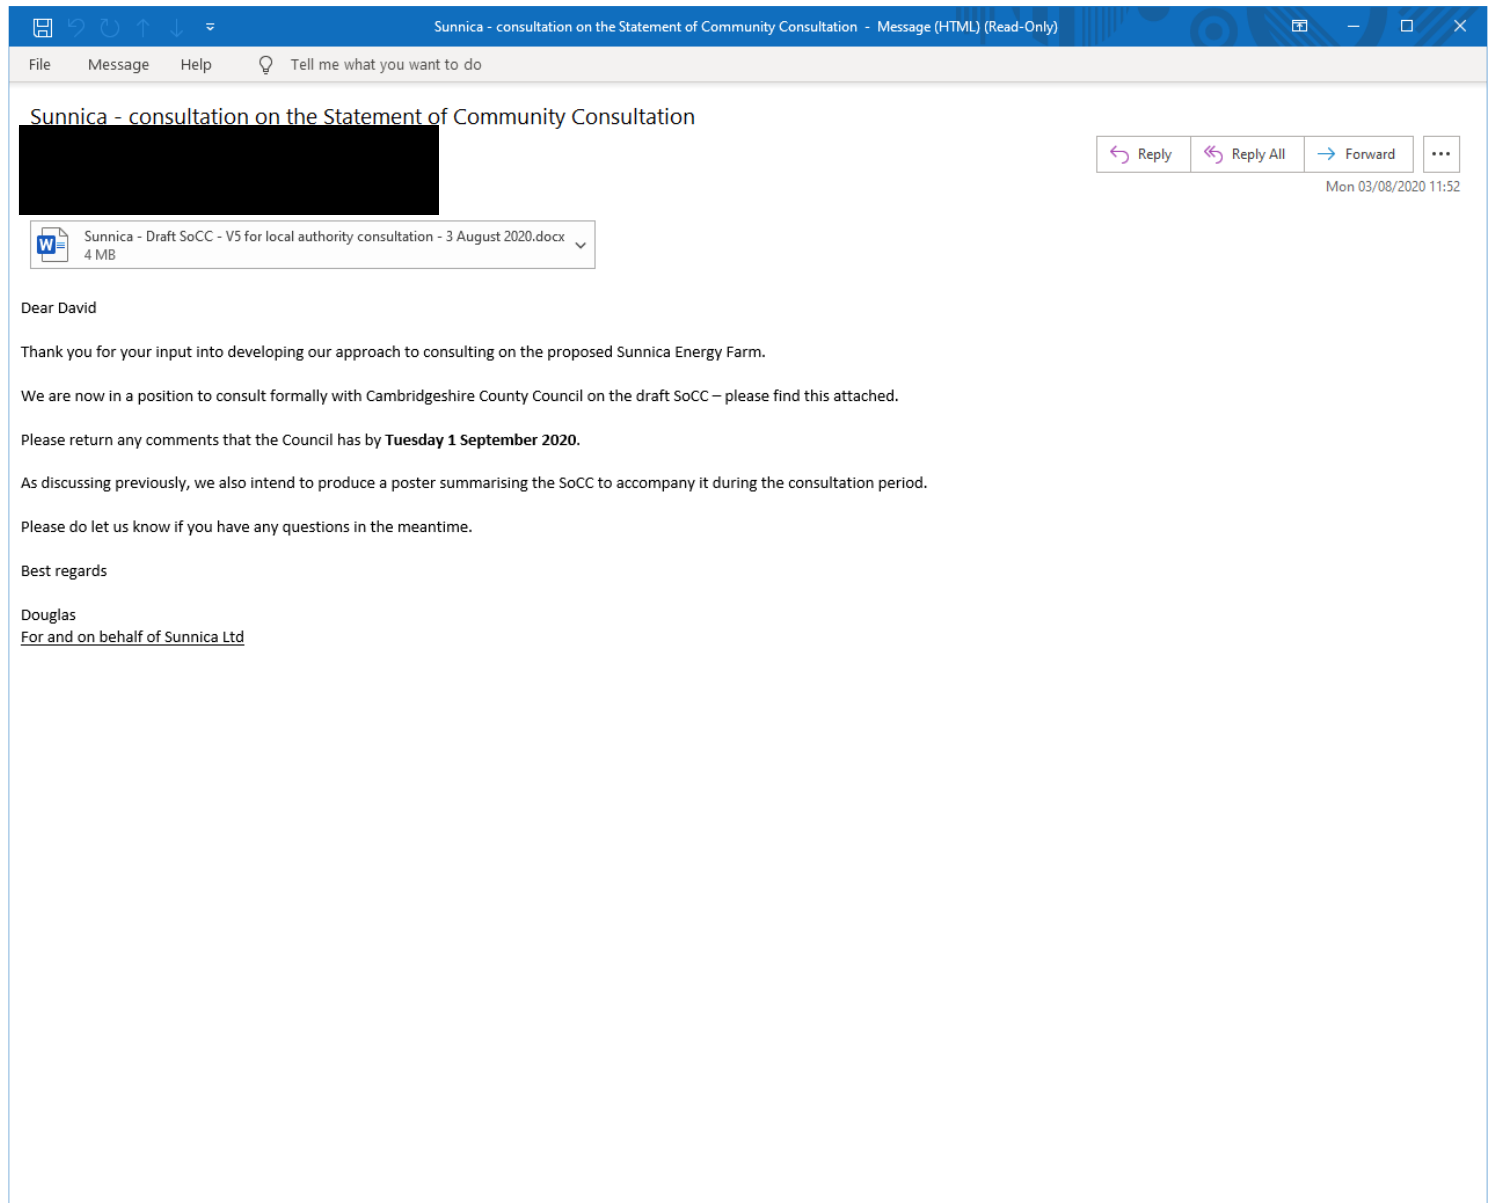 Sunnica - consultation on the Statement of Community Consultation - Message (HTML) (Read-Only)
File Message Help Tell me what you want to do
Sunnica - consultation on the Statement of Community Consultation
Reply Reply All Forward
Mon 03/08/2020 11:52
Sunnica - Draft SoCC - V5 for local authority consultation - 3 August 2020.docx
4 MB
Dear David
Thank you for your input into developing our approach to consulting on the proposed Sunnica Energy Farm.
We are now in a position to consult formally with Cambridgeshire County Council on the draft SoCC – please find this attached.
Please return any comments that the Council has by Tuesday 1 September 2020.
As discussing previously, we also intend to produce a poster summarising the SoCC to accompany it during the consultation period.
Please do let us know if you have any questions in the meantime.
Best regards
Douglas
For and on behalf of Sunnica Ltd